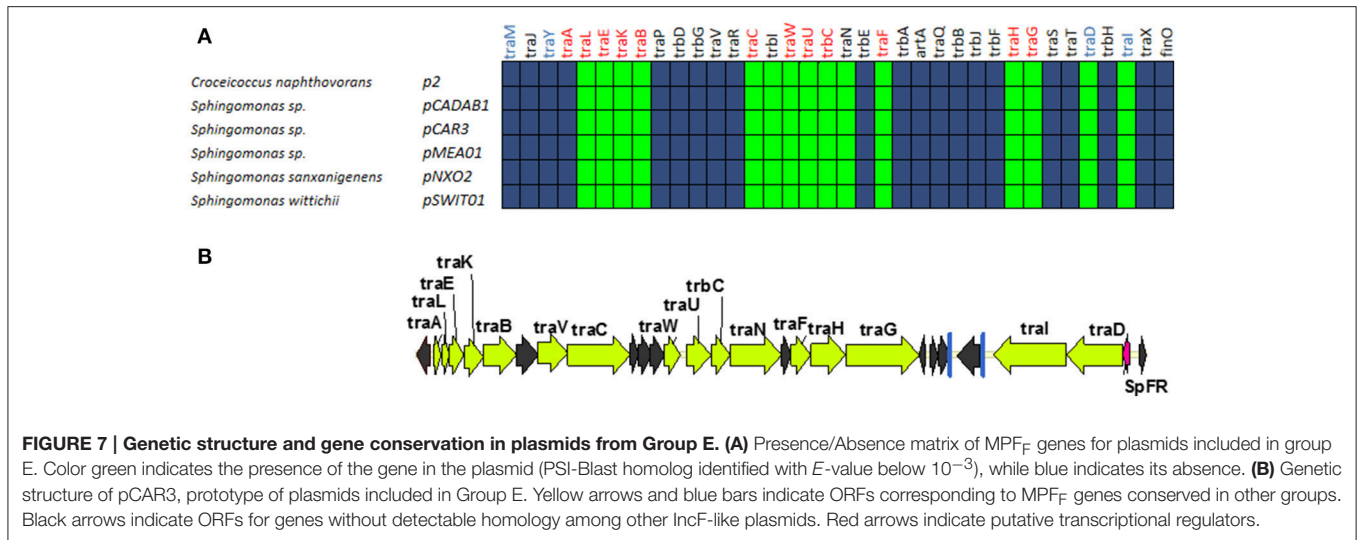 A
traM traJ traY traA traL traE traK traB traP trbD trbG traV traR traC trbI traW traU trbC traN trbE traF trbA artA traQ trbB trbJ trbF traH traG traS traT traD trbH traI traX finO
Croceicoccus naphthovorans p2
Sphingomonas sp. pCADAB1
Sphingomonas sp. pCAR3
Sphingomonas sp. pMEA01
Sphingomonas sanxanigenens pNXO2
Sphingomonas wittichii pSWIT01
B
traK
traE
trbC
traL
traU
traA traB traV traC traW traN traF traH traG traI traD
SpFR
FIGURE 7 | Genetic structure and gene conservation in plasmids from Group E. (A) Presence/Absence matrix of MPFF genes for plasmids included in group
E. Color green indicates the presence of the gene in the plasmid (PSI-Blast homolog identified with E-value below 10−3), while blue indicates its absence. (B) Genetic
structure of pCAR3, prototype of plasmids included in Group E. Yellow arrows and blue bars indicate ORFs corresponding to MPFF genes conserved in other groups.
Black arrows indicate ORFs for genes without detectable homology among other IncF-like plasmids. Red arrows indicate putative transcriptional regulators.